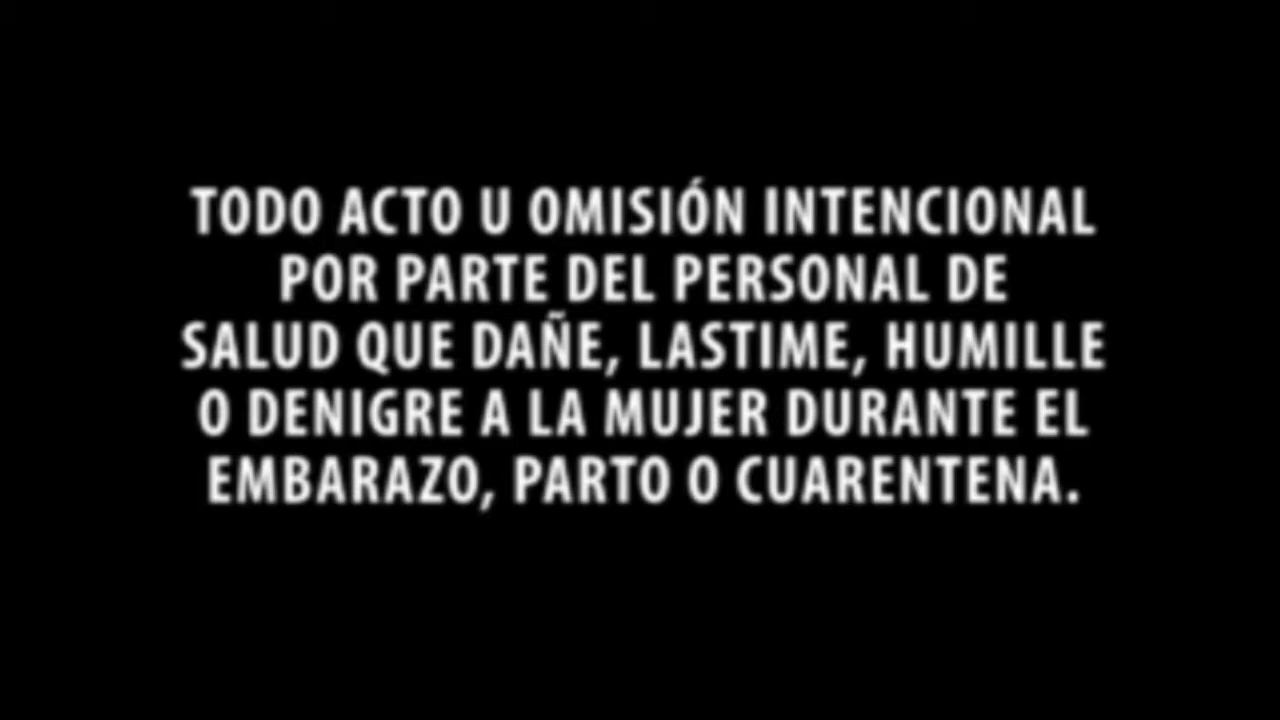 TODO ACTO U OMISIÓN INTENCIONAL
POR PARTE DEL PERSONAL DE
SALUD QUE DAÑE, LASTIME, HUMILLE
O DENIGRE A LA MUJER DURANTE EL
EMBARAZO, PARTO O CUARENTENA.